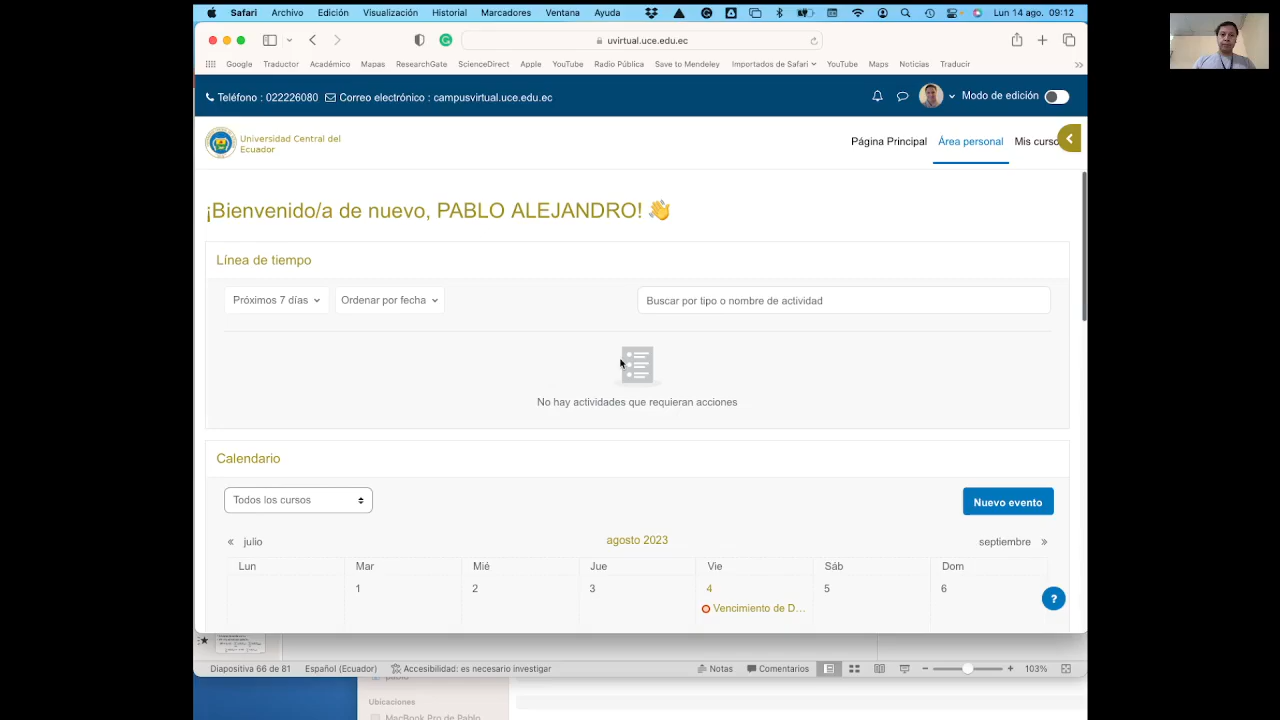 Safari Archivo Edición Visualización Historial Marcadores Ventana Ayuda Lun 14 ago. 09:12
uvirtual.uce.edu.ec
Google Traductor Académico Mapas ResearchGate ScienceDirect Apple YouTube Radio Pública Save to Mendeley Importados de Safari YouTube Maps Noticias Traducir
Teléfono : 022226080 Correo electrónico : campusvirtual.uce.edu.ec Modo de edición
Universidad Central del
Ecuador
Página Principal Área personal Mis curso
¡Bienvenido/a de nuevo, PABLO ALEJANDRO! 👋
Línea de tiempo
Próximos 7 días Ordenar por fecha Buscar por tipo o nombre de actividad
No hay actividades que requieran acciones
Calendario
Todos los cursos Nuevo evento
« julio agosto 2023 septiembre »
Lun Mar Mié Jue Vie Sáb Dom
1 2 3 4 5 6
Vencimiento de D...
?
Diapositiva 66 de 81 Español (Ecuador) Accesibilidad: es necesario investigar Notas Comentarios − + 103%
pablo
Ubicaciones
MacBook Pro de Pablo